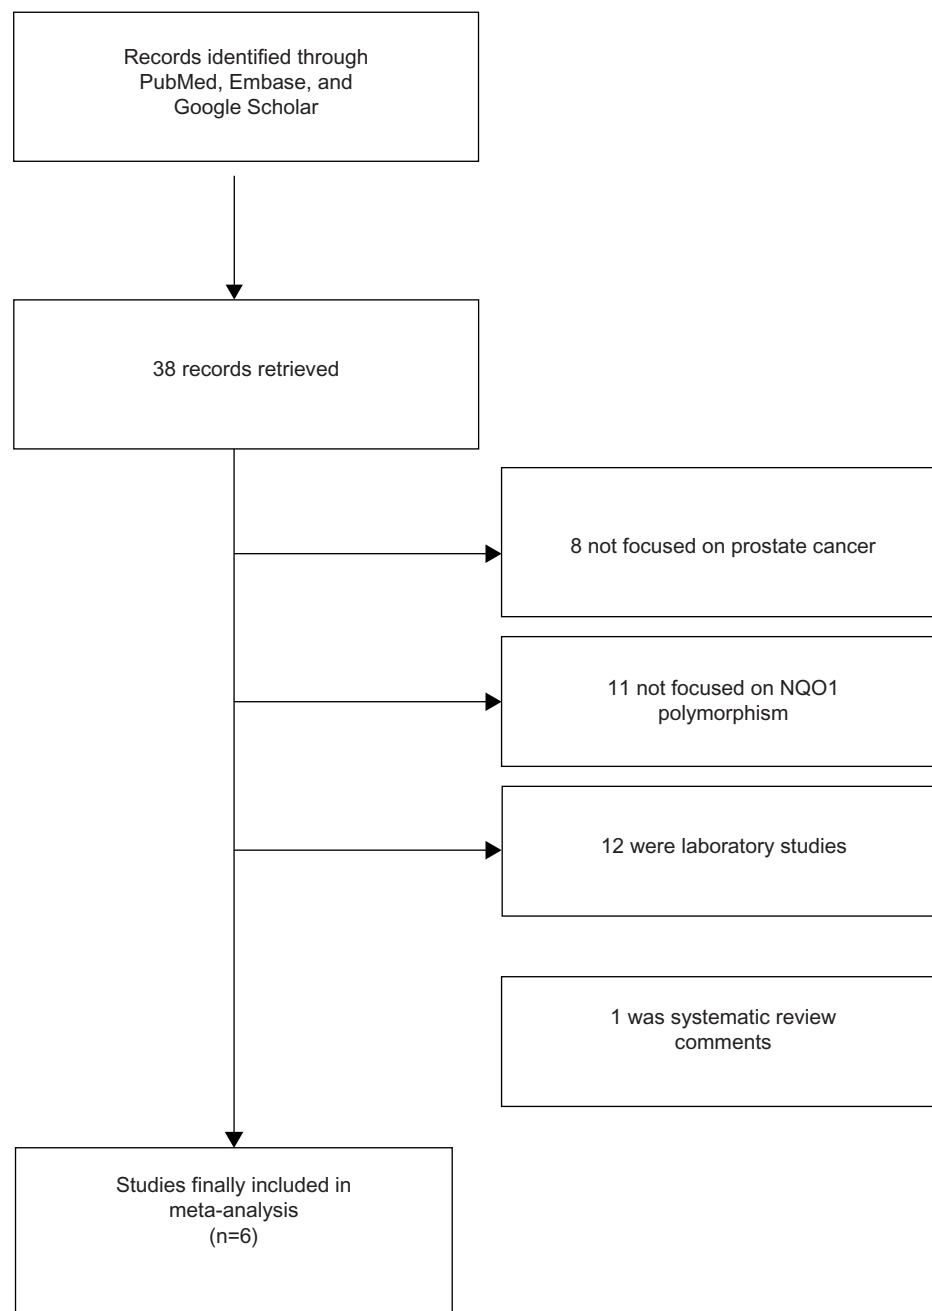 Records identified through
PubMed, Embase, and
Google Scholar
38 records retrieved
8 not focused on prostate cancer
11 not focused on NQO1
polymorphism
12 were laboratory studies
1 was systematic review
comments
Studies finally included in
meta-analysis
(n=6)